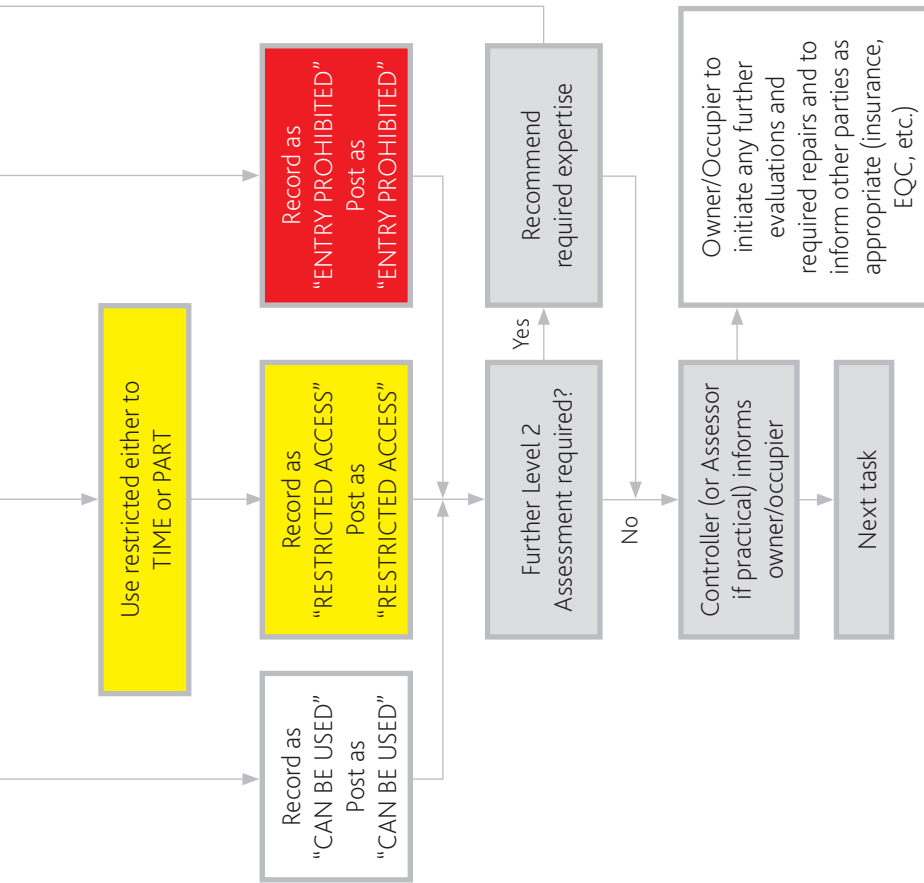 Use restricted either to
TIME or PART
Record as
“CAN BE USED”
Post as
“CAN BE USED”
Record as
“RESTRICTED ACCESS”
Post as
“RESTRICTED ACCESS”
Record as
“ENTRY PROHIBITED”
Post as
“ENTRY PROHIBITED”
Further Level 2
Assessment required?
Yes
Recommend
required expertise
No
Controller (or Assessor
if practical) informs
owner/occupier
Owner/Occupier to
initiate any further
evaluations and
required repairs and to
inform other parties as
appropriate (insurance,
EQC, etc.)
Next task